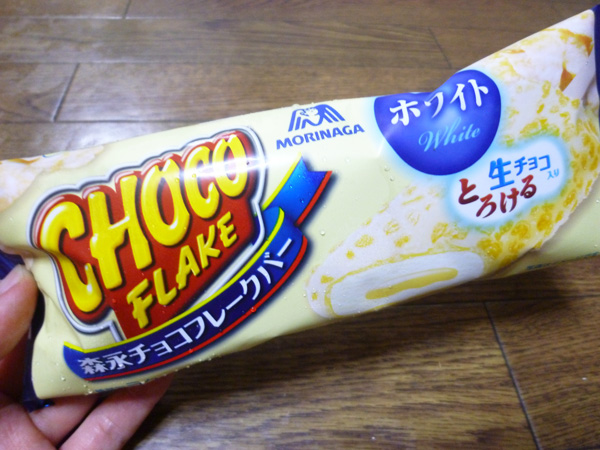 MORINAGA
ホワイト
White
CHOCO
FLAKE
森永チョコフレークバー
生チョコ入り
とろける